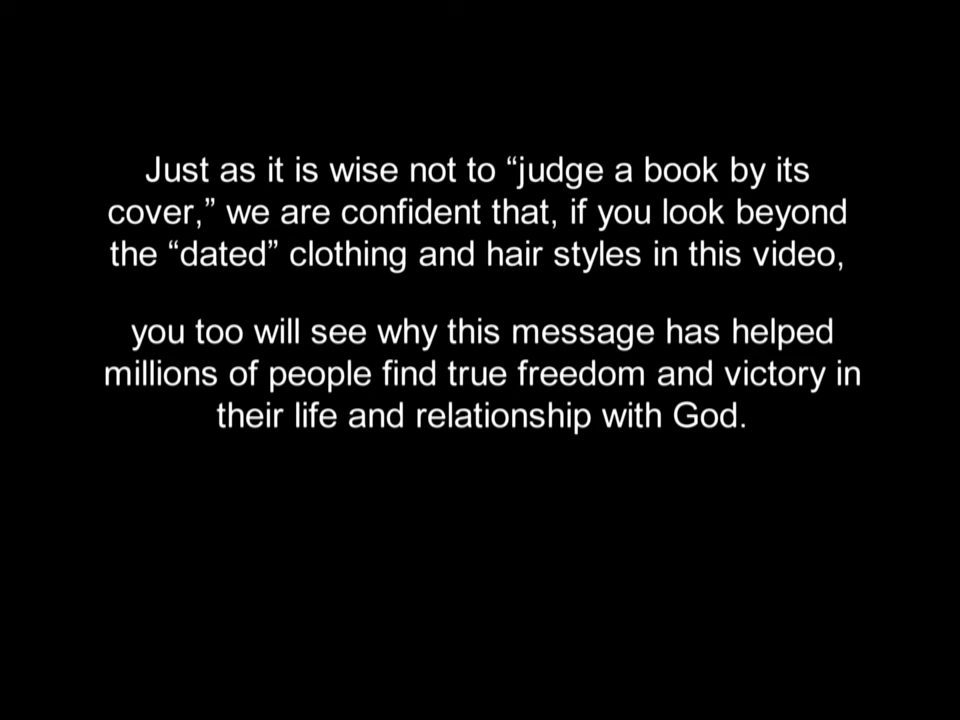 Just as it is wise not to “judge a book by its
cover,” we are confident that, if you look beyond
the “dated” clothing and hair styles in this video,
you too will see why this message has helped
millions of people find true freedom and victory in
their life and relationship with God.